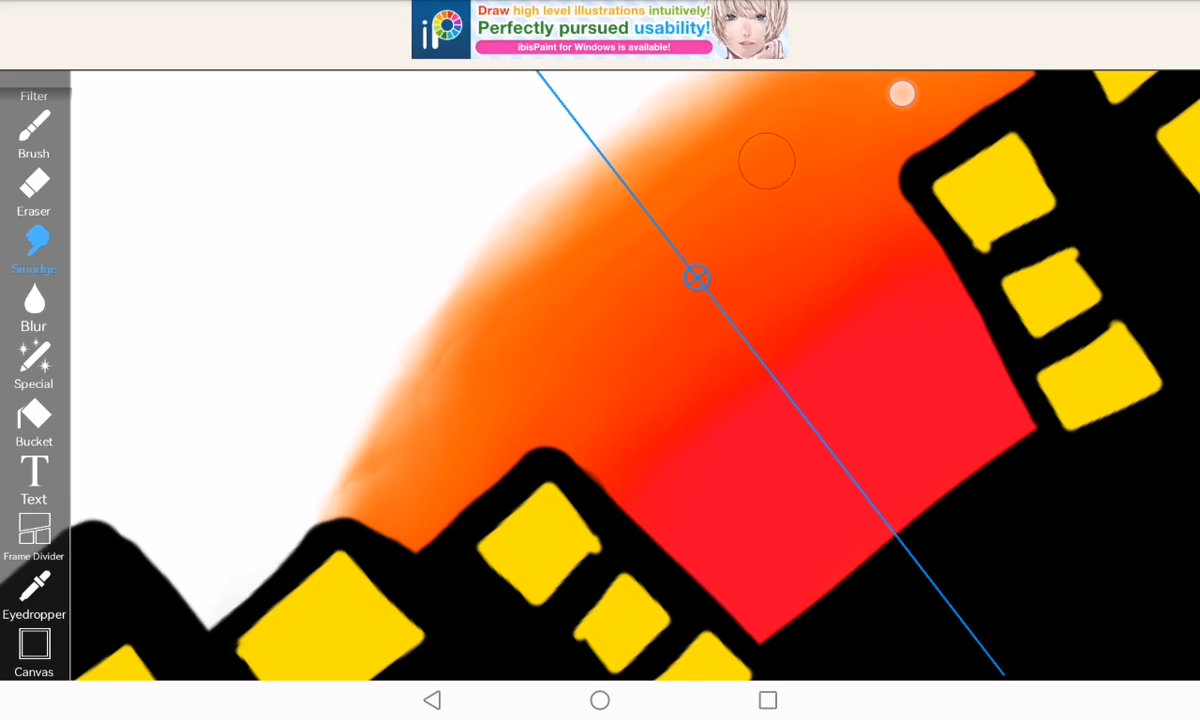 iP
Draw high level illustrations intuitively!
Perfectly pursued usability!
ibisPaint for Windows is available!
Filter
Brush
Eraser
Smudge
Blur
Special
Bucket
T
Text
Frame Divider
Eyedropper
Canvas